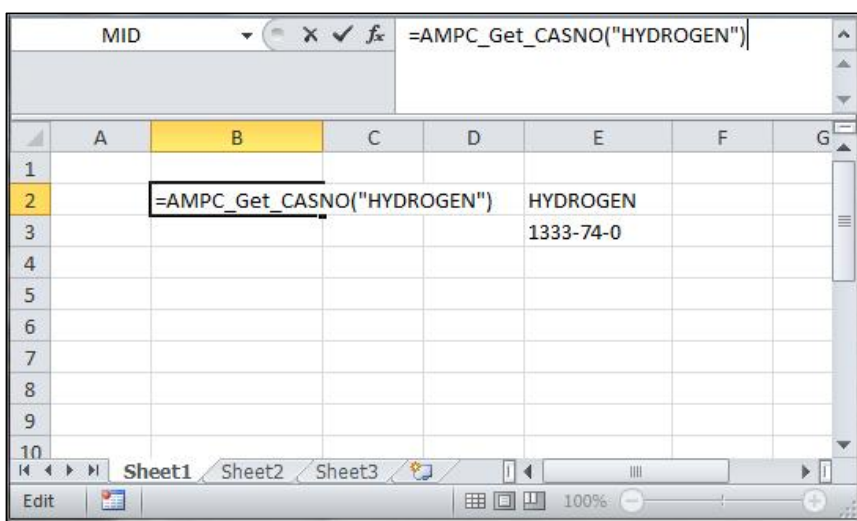 MID fx =AMPC_Get_CASNO("HYDROGEN")
A B C D E F G
1
2 =AMPC_Get_CASNO("HYDROGEN") HYDROGEN
3 1333-74-0
4
5
6
7
8
9
10
Sheet1 Sheet2 Sheet3
Edit 100%